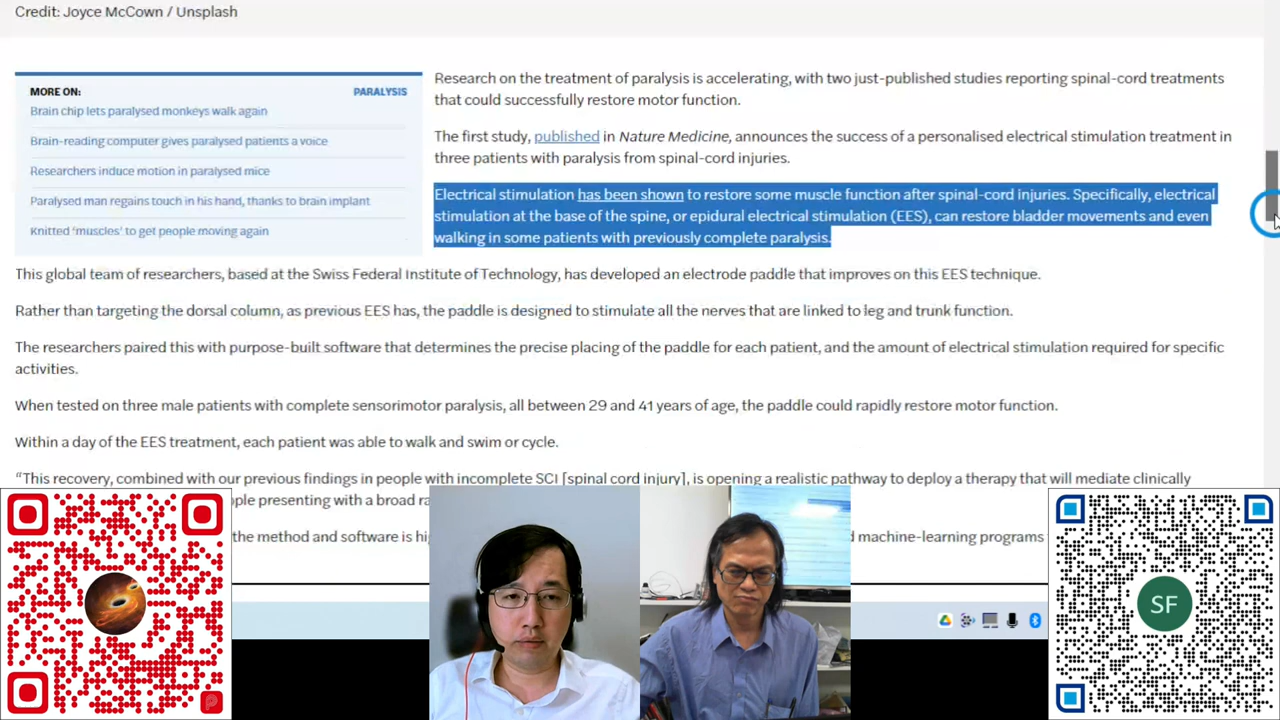 Credit: Joyce McCown / Unsplash
MORE ON:
PARALYSIS
Brain chip lets paralysed monkeys walk again
Brain-reading computer gives paralysed patients a voice
Researchers induce motion in paralysed mice
Paralysed man regains touch in his hand, thanks to brain implant
Knitted ‘muscles’ to get people moving again
Research on the treatment of paralysis is accelerating, with two just-published studies reporting spinal-cord treatments
that could successfully restore motor function.
The first study, published in Nature Medicine, announces the success of a personalised electrical stimulation treatment in
three patients with paralysis from spinal-cord injuries.
Electrical stimulation has been shown to restore some muscle function after spinal-cord injuries. Specifically, electrical
stimulation at the base of the spine, or epidural electrical stimulation (EES), can restore bladder movements and even
walking in some patients with previously complete paralysis.
This global team of researchers, based at the Swiss Federal Institute of Technology, has developed an electrode paddle that improves on this EES technique.
Rather than targeting the dorsal column, as previous EES has, the paddle is designed to stimulate all the nerves that are linked to leg and trunk function.
The researchers paired this with purpose-built software that determines the precise placing of the paddle for each patient, and the amount of electrical stimulation required for specific
activities.
When tested on three male patients with complete sensorimotor paralysis, all between 29 and 41 years of age, the paddle could rapidly restore motor function.
Within a day of the EES treatment, each patient was able to walk and swim or cycle.
“This recovery, combined with our previous findings in people with incomplete SCI [spinal cord injury], is opening a realistic pathway to deploy a therapy that will mediate clinically
ople presenting with a broad ra
the method and software is hi
d machine-learning programs
SF